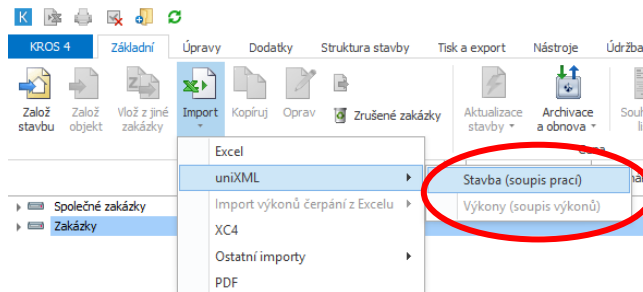 K
KROS 4 Základní Úpravy Dodatky Struktura stavby Tisk a export Nástroje Údržba
Založ stavbu
Založ objekt
Vlož z jiné zakázky
Import
Kopíruj
Oprav
Zrušené zakázky
Aktualizace stavby
Archivace a obnova
Excel
uniXML
Stavba (soupis prací)
Import výkonů čerpání z Excelu
Výkony (soupis výkonů)
XC4
Ostatní importy
PDF
Společné zakázky
Zakázky